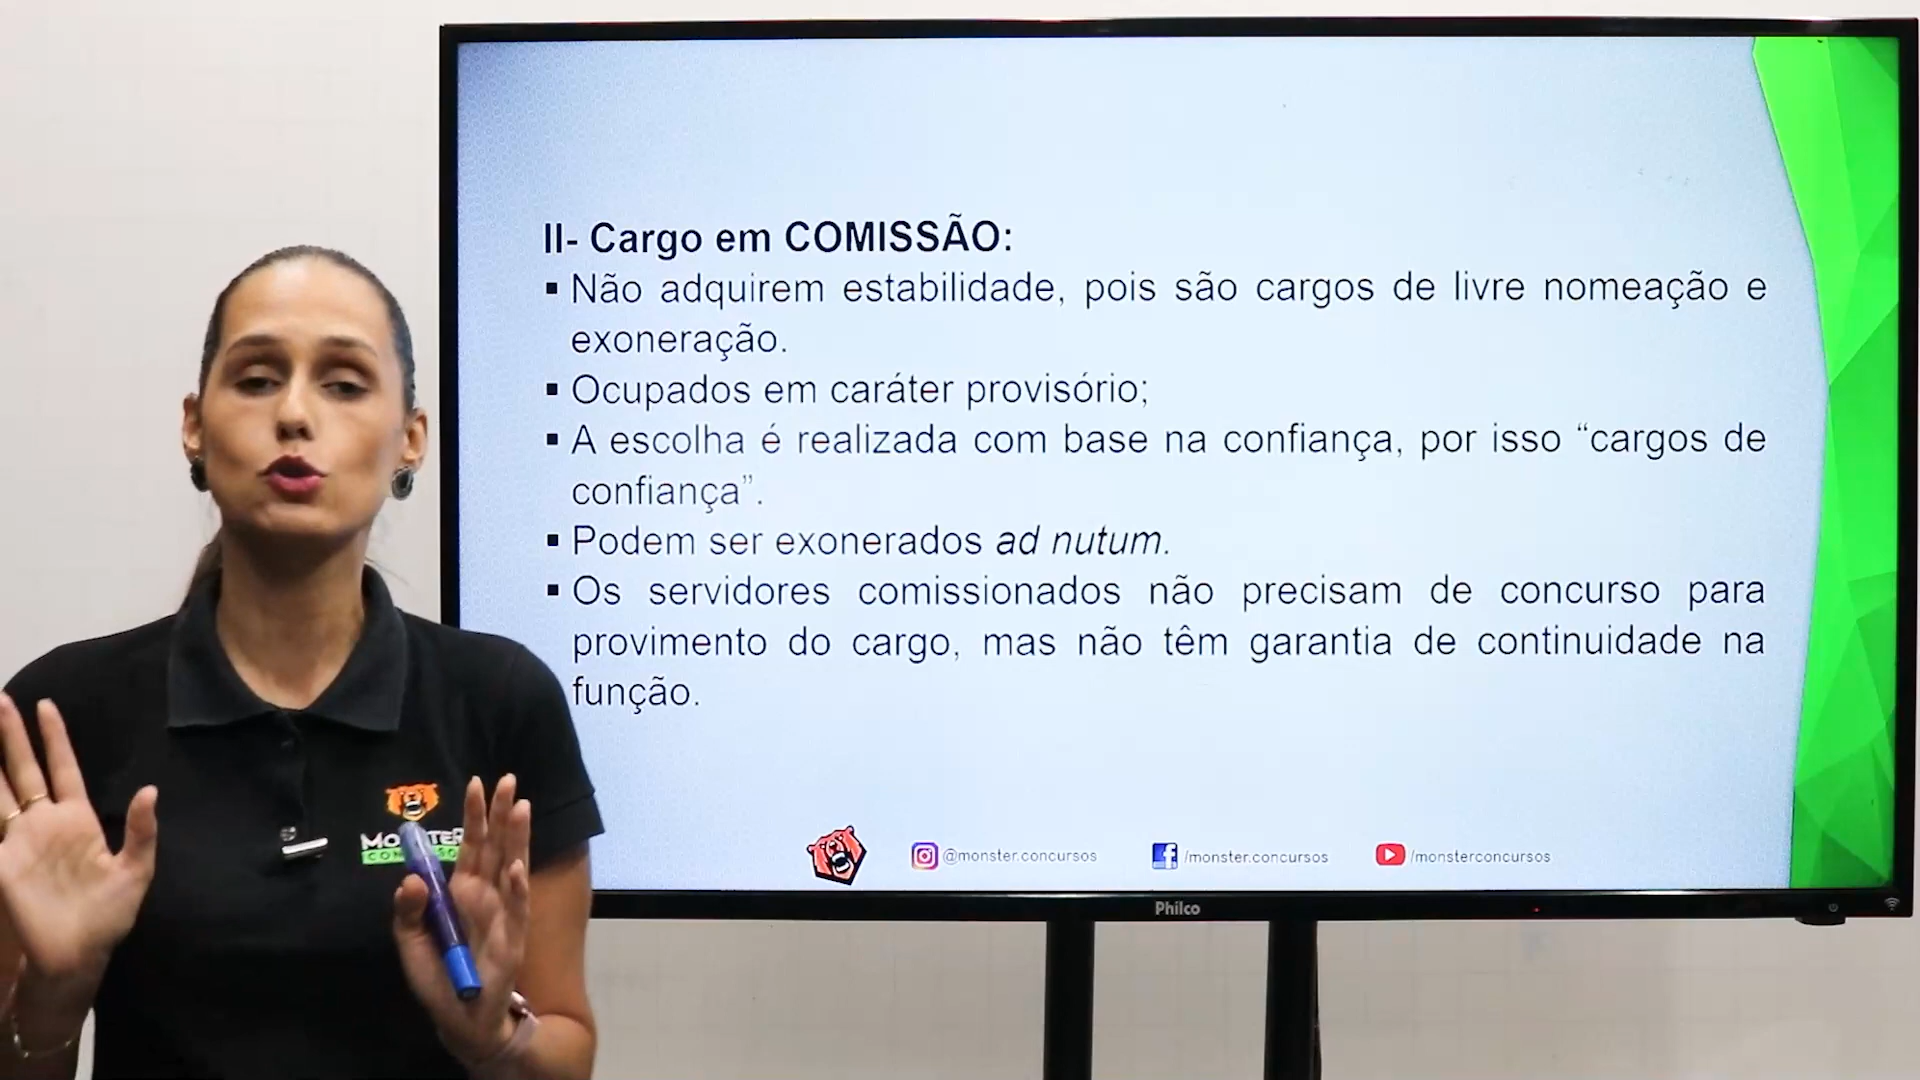 II- Cargo em COMISSÃO:
▪ Não adquirem estabilidade, pois são cargos de livre nomeação e
exoneração.
▪ Ocupados em caráter provisório;
▪ A escolha é realizada com base na confiança, por isso “cargos de
confiança”.
▪ Podem ser exonerados ad nutum.
▪ Os servidores comissionados não precisam de concurso para
provimento do cargo, mas não têm garantia de continuidade na
função.
@monster.concursos
/monster.concursos
/monsterconcursos
Philco